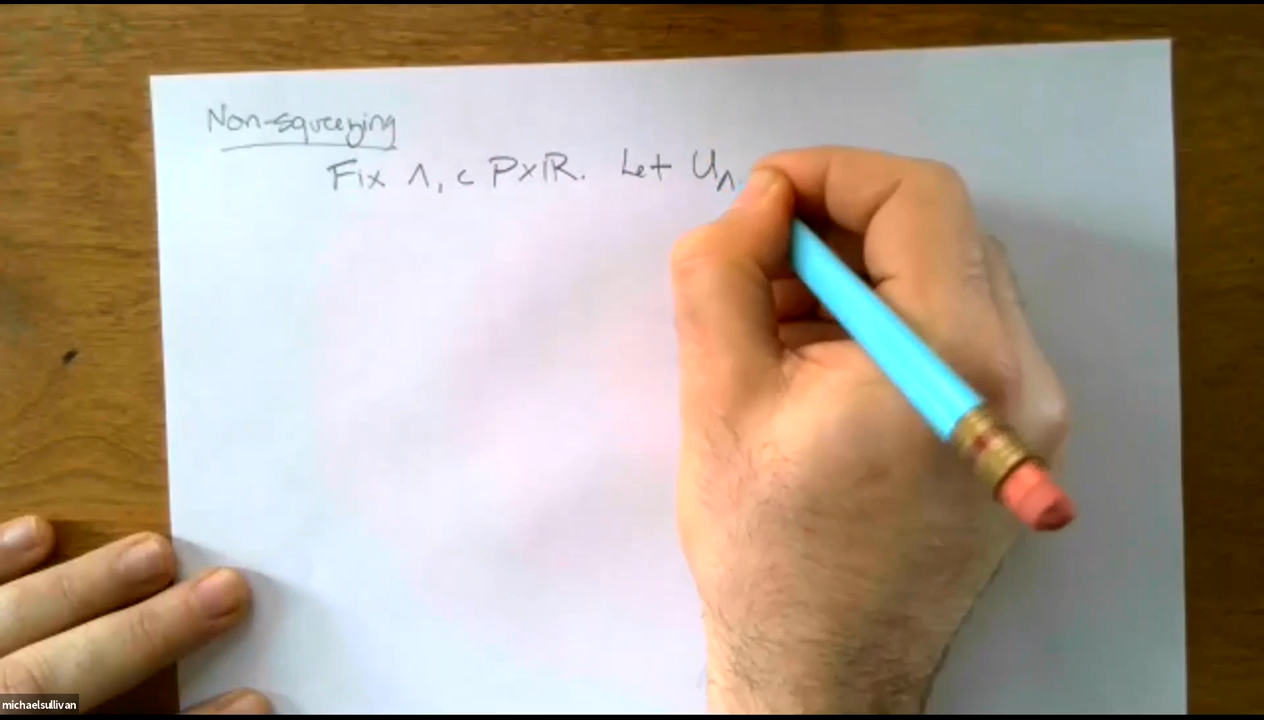 Non-squeezing
Fix Λ, ⊂ P×ℝ. Let U_Λ
michaelsullivan